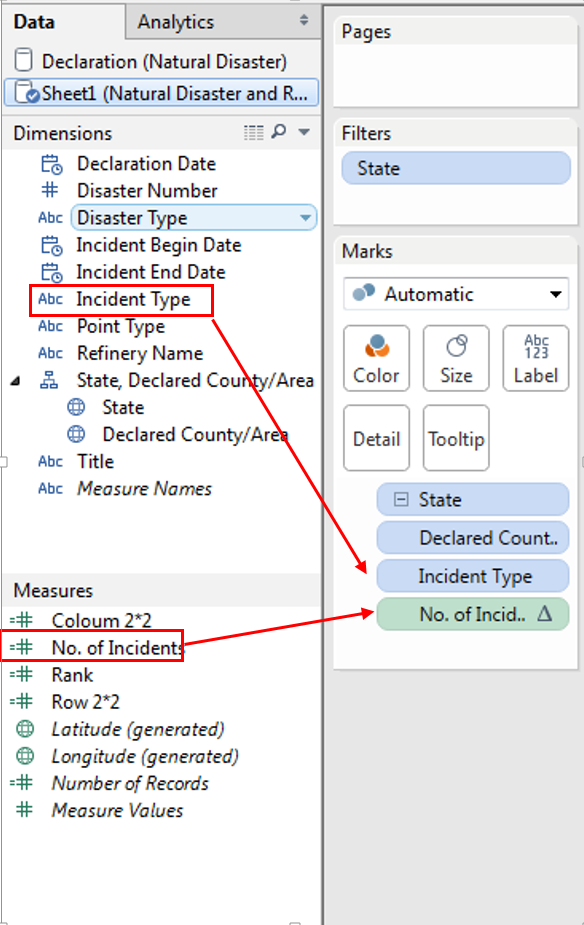 Data
Analytics
Declaration (Natural Disaster)
Sheet1 (Natural Disaster and R...
Dimensions
Declaration Date
# Disaster Number
Abc Disaster Type
Incident Begin Date
Incident End Date
Abc Incident Type
Abc Point Type
Abc Refinery Name
State, Declared County/Area
State
Declared County/Area
Abc Title
Abc Measure Names
Measures
=# Coloum 2*2
=# No. of Incidents
=# Rank
=# Row 2*2
Latitude (generated)
Longitude (generated)
=# Number of Records
# Measure Values
Pages
Filters
State
Marks
Automatic
Color
Size
Abc
123
Label
Detail
Tooltip
State
Declared Count..
Incident Type
No. of Incid.. Δ